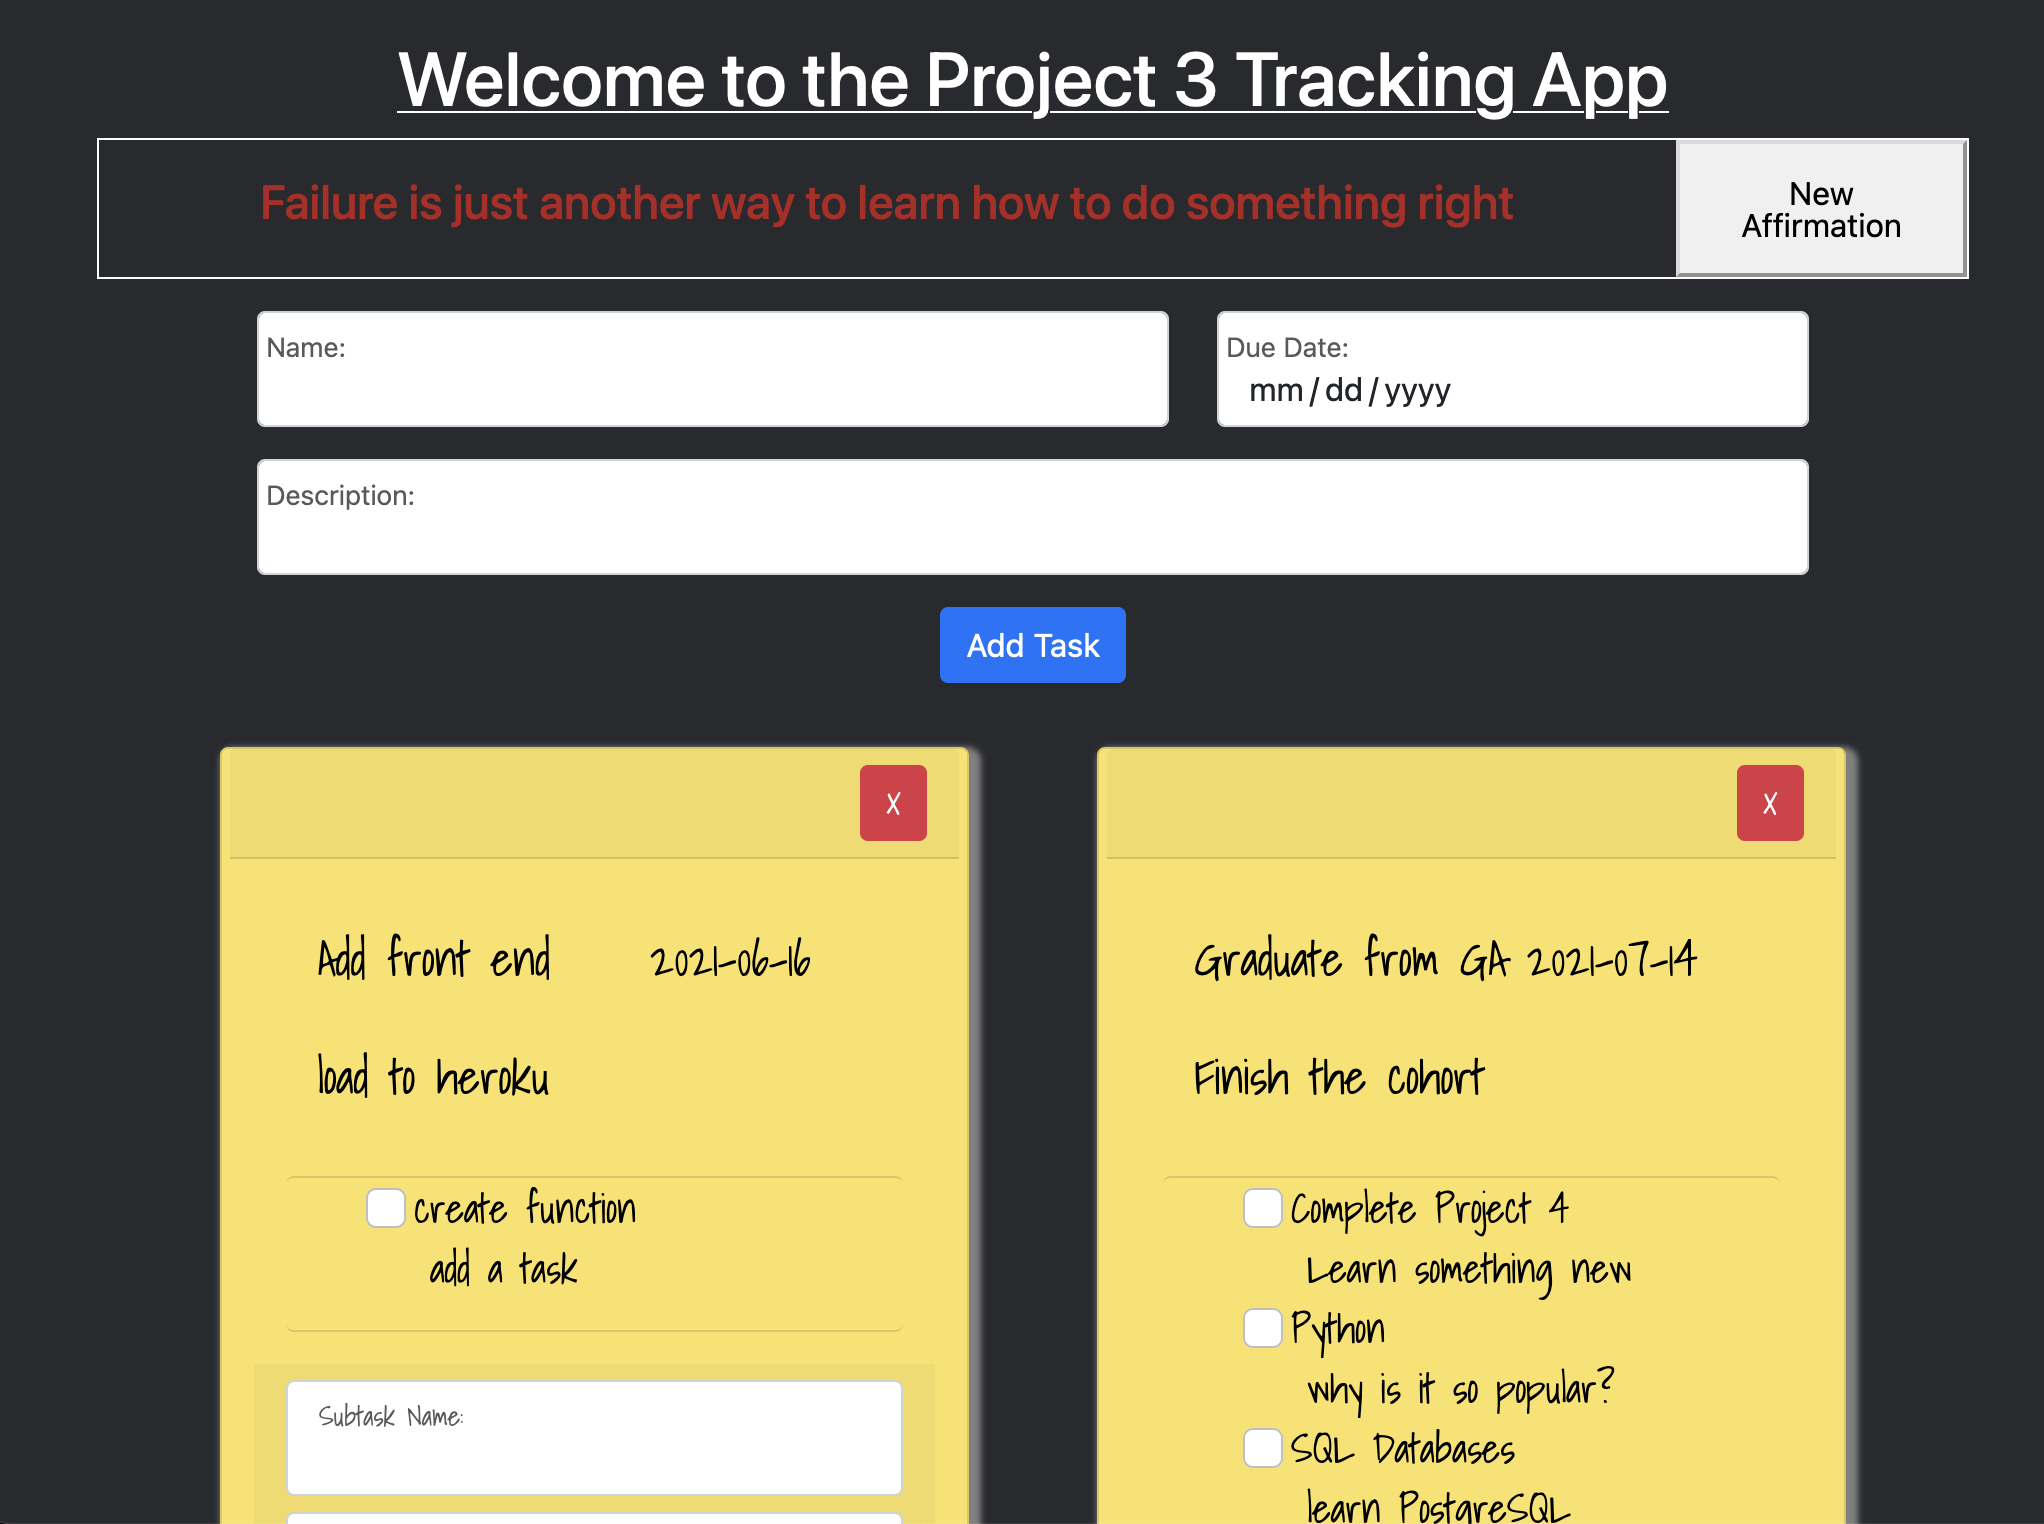 Welcome to the Project 3 Tracking App
Failure is just another way to learn how to do something right
New
Affirmation
Name:
Due Date:
mm/dd/yyyy
Description:
Add Task
X
Add front end 2021-06-16
load to heroku
create function
add a task
Subtask Name:
X
Graduate from GA 2021-07-14
Finish the cohort
Complete Project 4
Learn something new
Python
why is it so popular?
SQL Databases
learn PostgreSQL